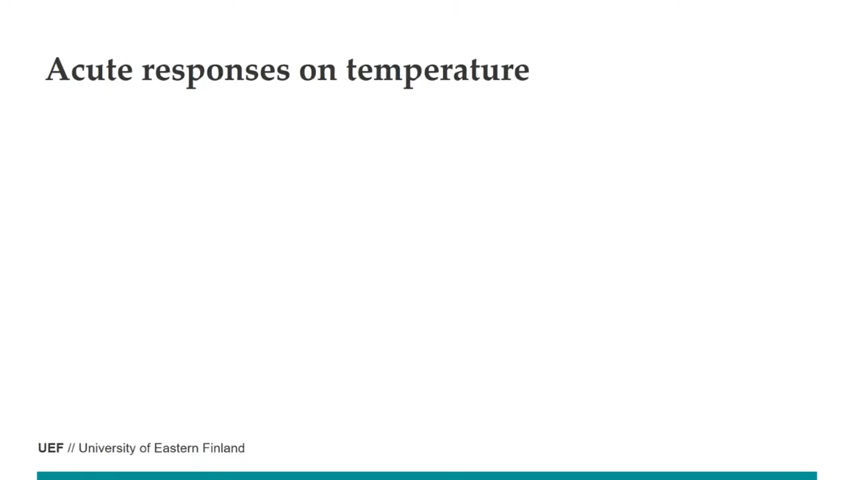 Acute responses on temperature
UEF // University of Eastern Finland